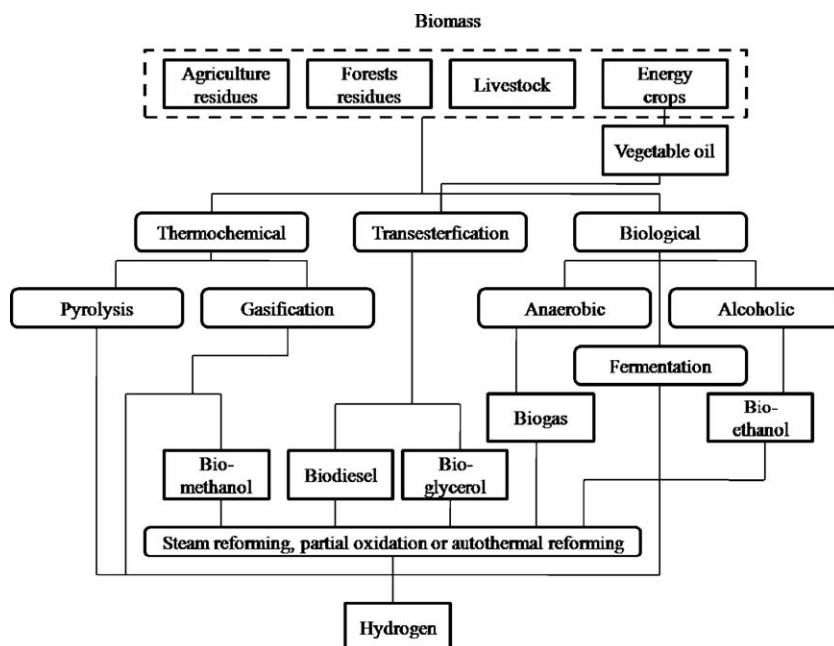 Biomass
Agriculture
residues
Forests
residues
Livestock
Energy
crops
Vegetable oil
Thermochemical
Transesterfication
Biological
Pyrolysis
Gasification
Anaerobic
Alcoholic
Fermentation
Biogas
Bio-
ethanol
Bio-
methanol
Biodiesel
Bio-
glycerol
Steam reforming, partial oxidation or autothermal reforming
Hydrogen